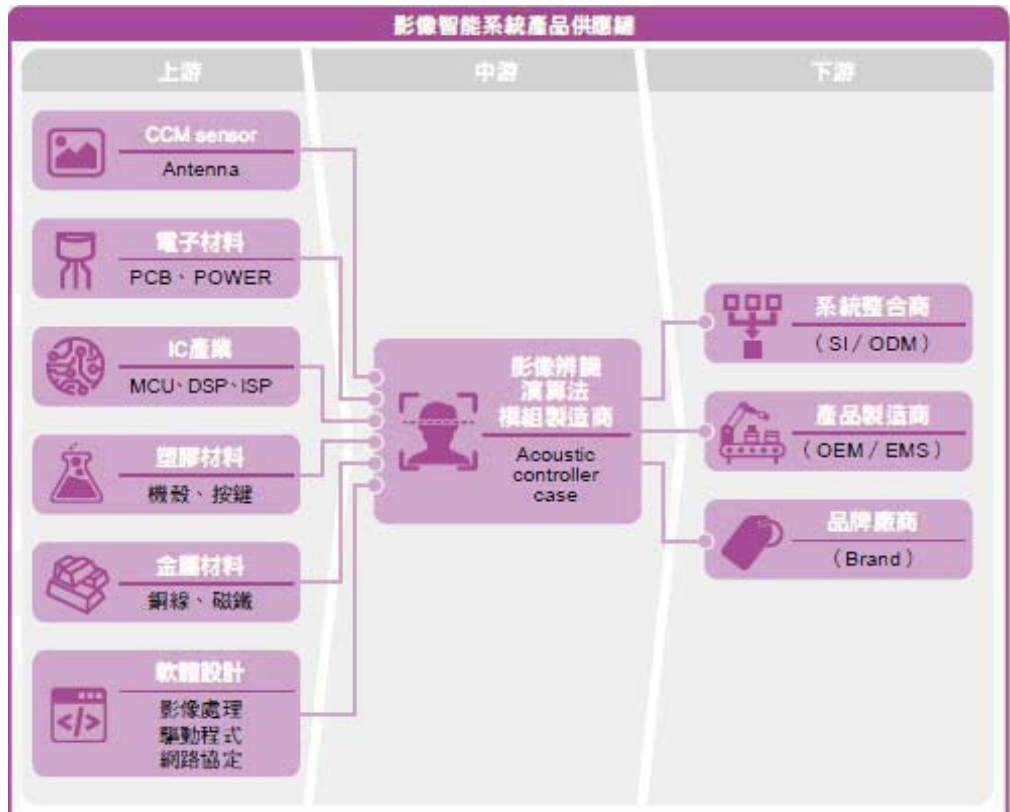 影像智能系統產品供應鏈
上游
中游
下游
CCM sensor
Antenna
電子材料
PCB、POWER
IC產業
MCU、DSP、ISP
塑膠材料
機殼、按鍵
金屬材料
銅線、磁鐵
軟體設計
影像處理
驅動程式
網路協定
</>
影像辨識
演算法
模組製造商
Acoustic
controller
case
系統整合商
(SI / ODM)
產品製造商
(OEM / EMS)
品牌廠商
(Brand)